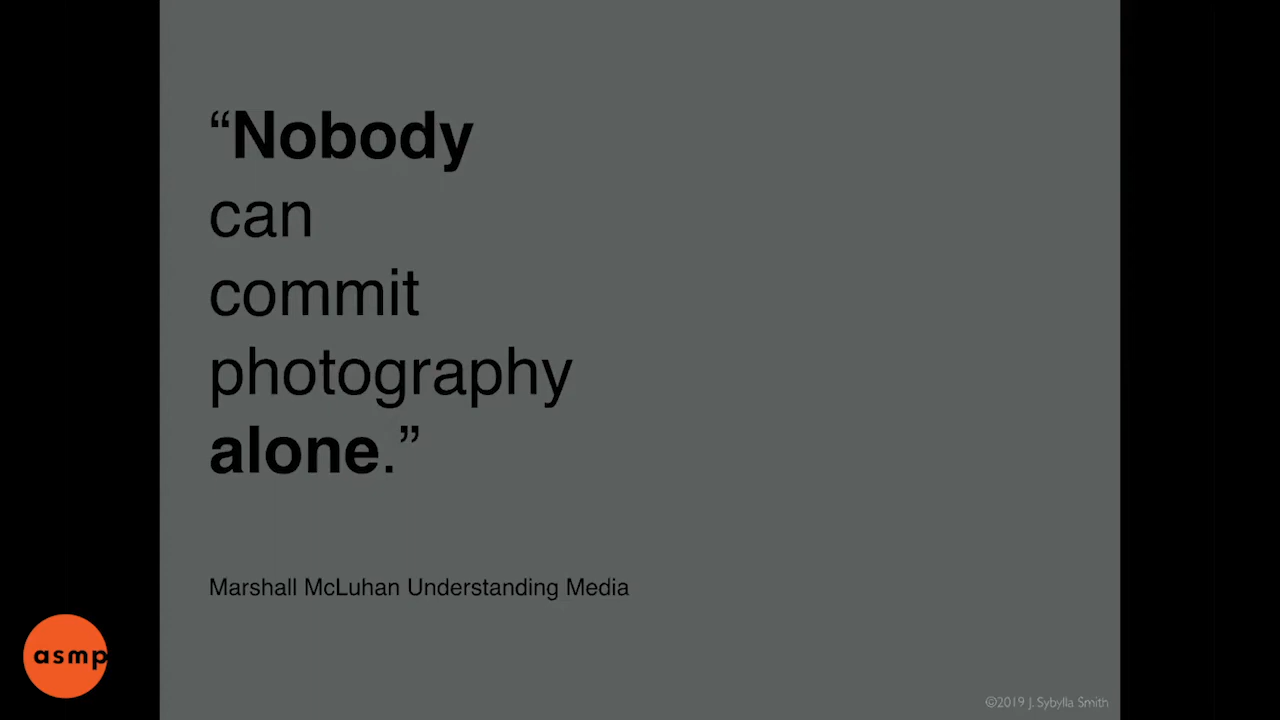 “Nobody
can
commit
photography
alone.”
Marshall McLuhan Understanding Media
asmp
©2019 J. Sybylla Smith